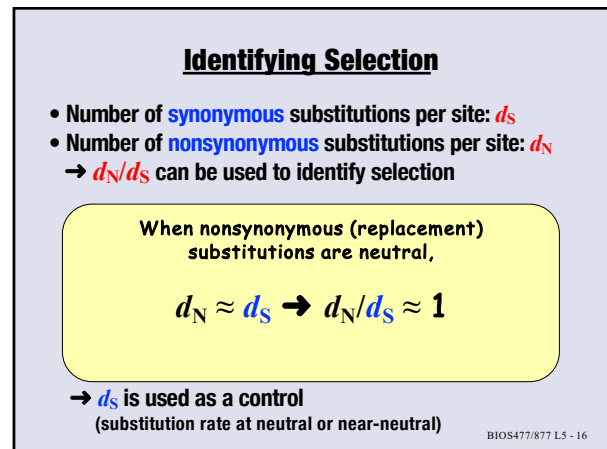 Identifying Selection
• Number of synonymous substitutions per site: dS
• Number of nonsynonymous substitutions per site: dN
➔ dN/dS can be used to identify selection
When nonsynonymous (replacement)
substitutions are neutral,
dN ≈ dS ➔ dN/dS ≈ 1
➔ dS is used as a control
(substitution rate at neutral or near-neutral)
BIOS477/877 L5 - 16